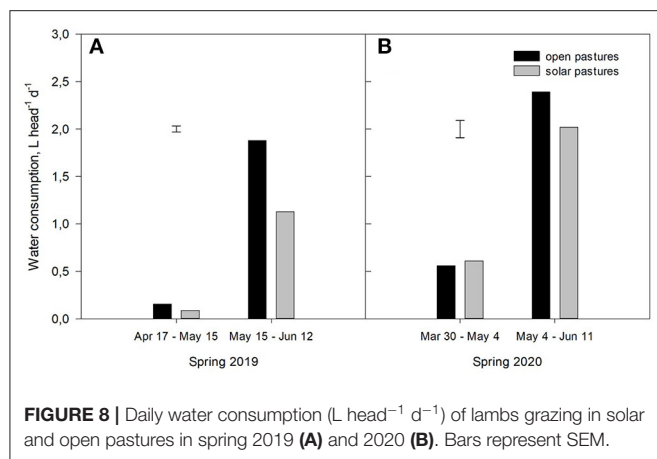 A
B
open pastures
solar pastures
Water consumption, L head⁻¹ d⁻¹
3,0
2,5
2,0
1,5
1,0
0,5
0,0
Apr 17 - May 15 May 15 - Jun 12 Mar 30 - May 4 May 4 - Jun 11
Spring 2019 Spring 2020
FIGURE 8 | Daily water consumption (L head⁻¹ d⁻¹) of lambs grazing in solar
and open pastures in spring 2019 (A) and 2020 (B). Bars represent SEM.